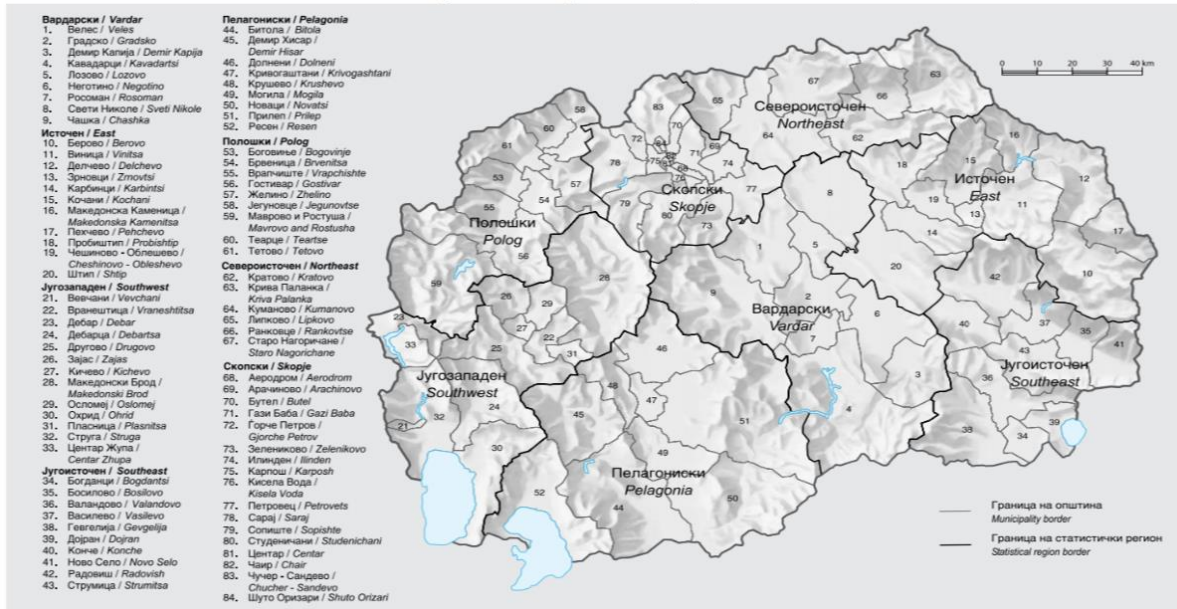 Вардарски / Vardar
1. Велес / Veles
2. Градско / Gradsko
3. Демир Капија / Demir Kapija
4. Кавадарци / Kavadartsi
5. Лозово / Lozovo
6. Неготино / Negotino
7. Росоман / Rosoman
8. Свети Николе / Sveti Nikole
9. Чашка / Chashka
Источен / East
10. Берово / Berovo
11. Виница / Vinitsa
12. Делчево / Delchevo
13. Зрновци / Zrnovtsi
14. Карбинци / Karbintsi
15. Кочани / Kochani
16. Македонска Каменица /
Makedonska Kamenitsa
17. Пехчево / Pehchevo
18. Пробиштип / Probishtip
19. Чешиново - Облешево /
Cheshinovo - Obleshevo
20. Штип / Shtip
Југозападен / Southwest
21. Вевчани / Vevchani
22. Вранештица / Vraneshtitsa
23. Дебар / Debar
24. Дебарца / Debartsa
25. Другово / Drugovo
26. Зајас / Zajas
27. Кичево / Kichevo
28. Македонски Брод /
Makedonski Brod
29. Осломеј / Oslomej
30. Охрид / Ohrid
31. Пласница / Plasnitsa
32. Струга / Struga
33. Центар Жупа /
Centar Zhupa
Југоисточен / Southeast
34. Богданци / Bogdantsi
35. Босилово / Bosilovo
36. Валандово / Valandovo
37. Василево / Vasilevo
38. Гевгелија / Gevgelija
39. Дојран / Dojran
40. Конче / Konche
41. Ново Село / Novo Selo
42. Радовиш / Radovish
43. Струмица / Strumitsa
Пелагониски / Pelagonia
44. Битола / Bitola
45. Демир Хисар /
Demir Hisar
46. Долнени / Dolneni
47. Кривогаштани / Krivogashtani
48. Крушево / Krushevo
49. Могила / Mogila
50. Новаци / Novatsi
51. Прилеп / Prilep
52. Ресен / Resen
Полошки / Polog
53. Боговиње / Bogovinje
54. Брвеница / Brvenitsa
55. Врапчиште / Vrapchishte
56. Гостивар / Gostivar
57. Желино / Zhelino
58. Јегуновце / Jegunovtse
59. Маврово и Ростуша /
Mavrovo and Rostusha
60. Теарце / Teartse
61. Тетово / Tetovo
Североисточен / Northeast
62. Кратово / Kratovo
63. Крива Паланка /
Kriva Palanka
64. Куманово / Kumanovo
65. Липково / Lipkovo
66. Ранковце / Rankovtse
67. Старо Нагоричане /
Staro Nagorichane
Скопски / Skopje
68. Аеродром / Aerodrom
69. Арачиново / Arachinovo
70. Бутел / Butel
71. Гази Баба / Gazi Baba
72. Ѓорче Петров /
Gjorche Petrov
73. Зелениково / Zelenikovo
74. Илинден / Ilinden
75. Карпош / Karposh
76. Кисела Вода /
Kisela Voda
77. Петровец / Petrovets
78. Сарај / Saraj
79. Сопиште / Sopishte
80. Студеничани / Studenichani
81. Центар / Centar
82. Чаир / Chair
83. Чучер - Сандево /
Chucher - Sandevo
84. Шуто Оризари / Shuto Orizari
0 10 20 30 40 km
Североисточен
Northeast
Источен
East
Скопски
Skopje
Полошки
Polog
Вардарски
Vardar
Југозападен
Southwest
Југоисточен
Southeast
Пелагониски
Pelagonia
Граница на општина
Municipality border
Граница на статистички регион
Statistical region border